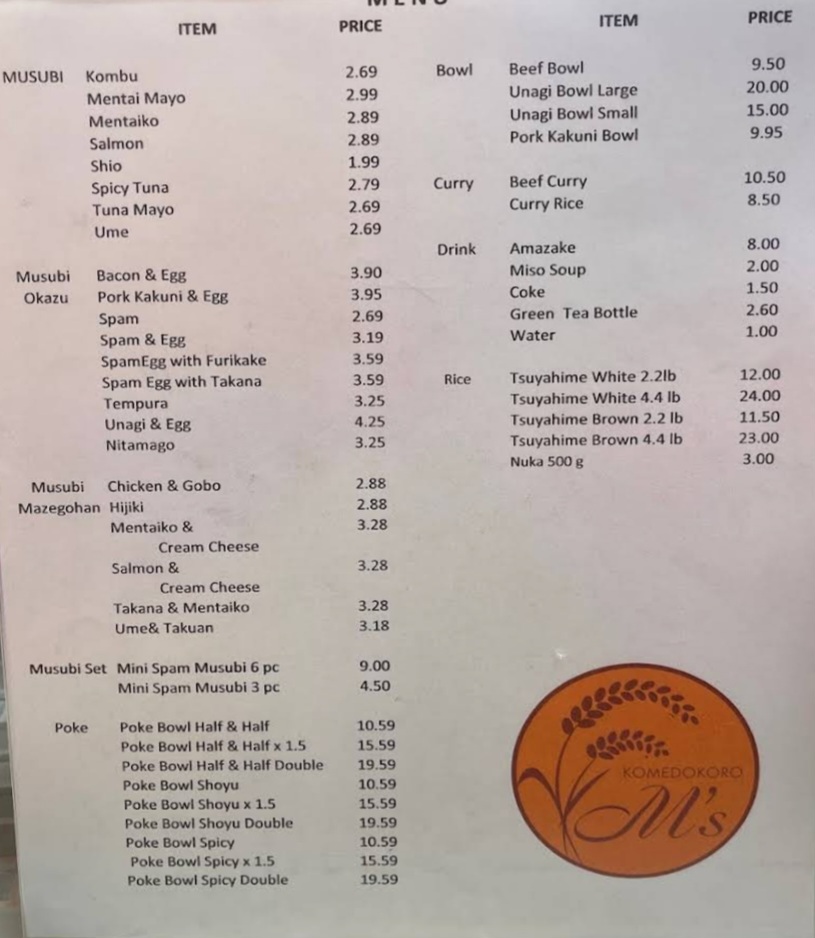 MENU
ITEM PRICE
MUSUBI Kombu 2.69
Mentai Mayo 2.99
Mentaiko 2.89
Salmon 2.89
Shio 1.99
Spicy Tuna 2.79
Tuna Mayo 2.69
Ume 2.69
Musubi Bacon & Egg 3.90
Okazu Pork Kakuni & Egg 3.95
Spam 2.69
Spam & Egg 3.19
SpamEgg with Furikake 3.59
Spam Egg with Takana 3.59
Tempura 3.25
Unagi & Egg 4.25
Nitamago 3.25
Musubi Chicken & Gobo 2.88
Mazegohan Hijiki 2.88
Mentaiko & 3.28
Cream Cheese
Salmon & 3.28
Cream Cheese
Takana & Mentaiko 3.28
Ume& Takuan 3.18
Musubi Set Mini Spam Musubi 6 pc 9.00
Mini Spam Musubi 3 pc 4.50
Poke Poke Bowl Half & Half 10.59
Poke Bowl Half & Half x 1.5 15.59
Poke Bowl Half & Half Double 19.59
Poke Bowl Shoyu 10.59
Poke Bowl Shoyu x 1.5 15.59
Poke Bowl Shoyu Double 19.59
Poke Bowl Spicy 10.59
Poke Bowl Spicy x 1.5 15.59
Poke Bowl Spicy Double 19.59
ITEM PRICE
Bowl Beef Bowl 9.50
Unagi Bowl Large 20.00
Unagi Bowl Small 15.00
Pork Kakuni Bowl 9.95
Curry Beef Curry 10.50
Curry Rice 8.50
Drink Amazake 8.00
Miso Soup 2.00
Coke 1.50
Green Tea Bottle 2.60
Water 1.00
Rice Tsuyahime White 2.2lb 12.00
Tsuyahime White 4.4 lb 24.00
Tsuyahime Brown 2.2 lb 11.50
Tsuyahime Brown 4.4 lb 23.00
Nuka 500 g 3.00
KOMEDOKORO
M's